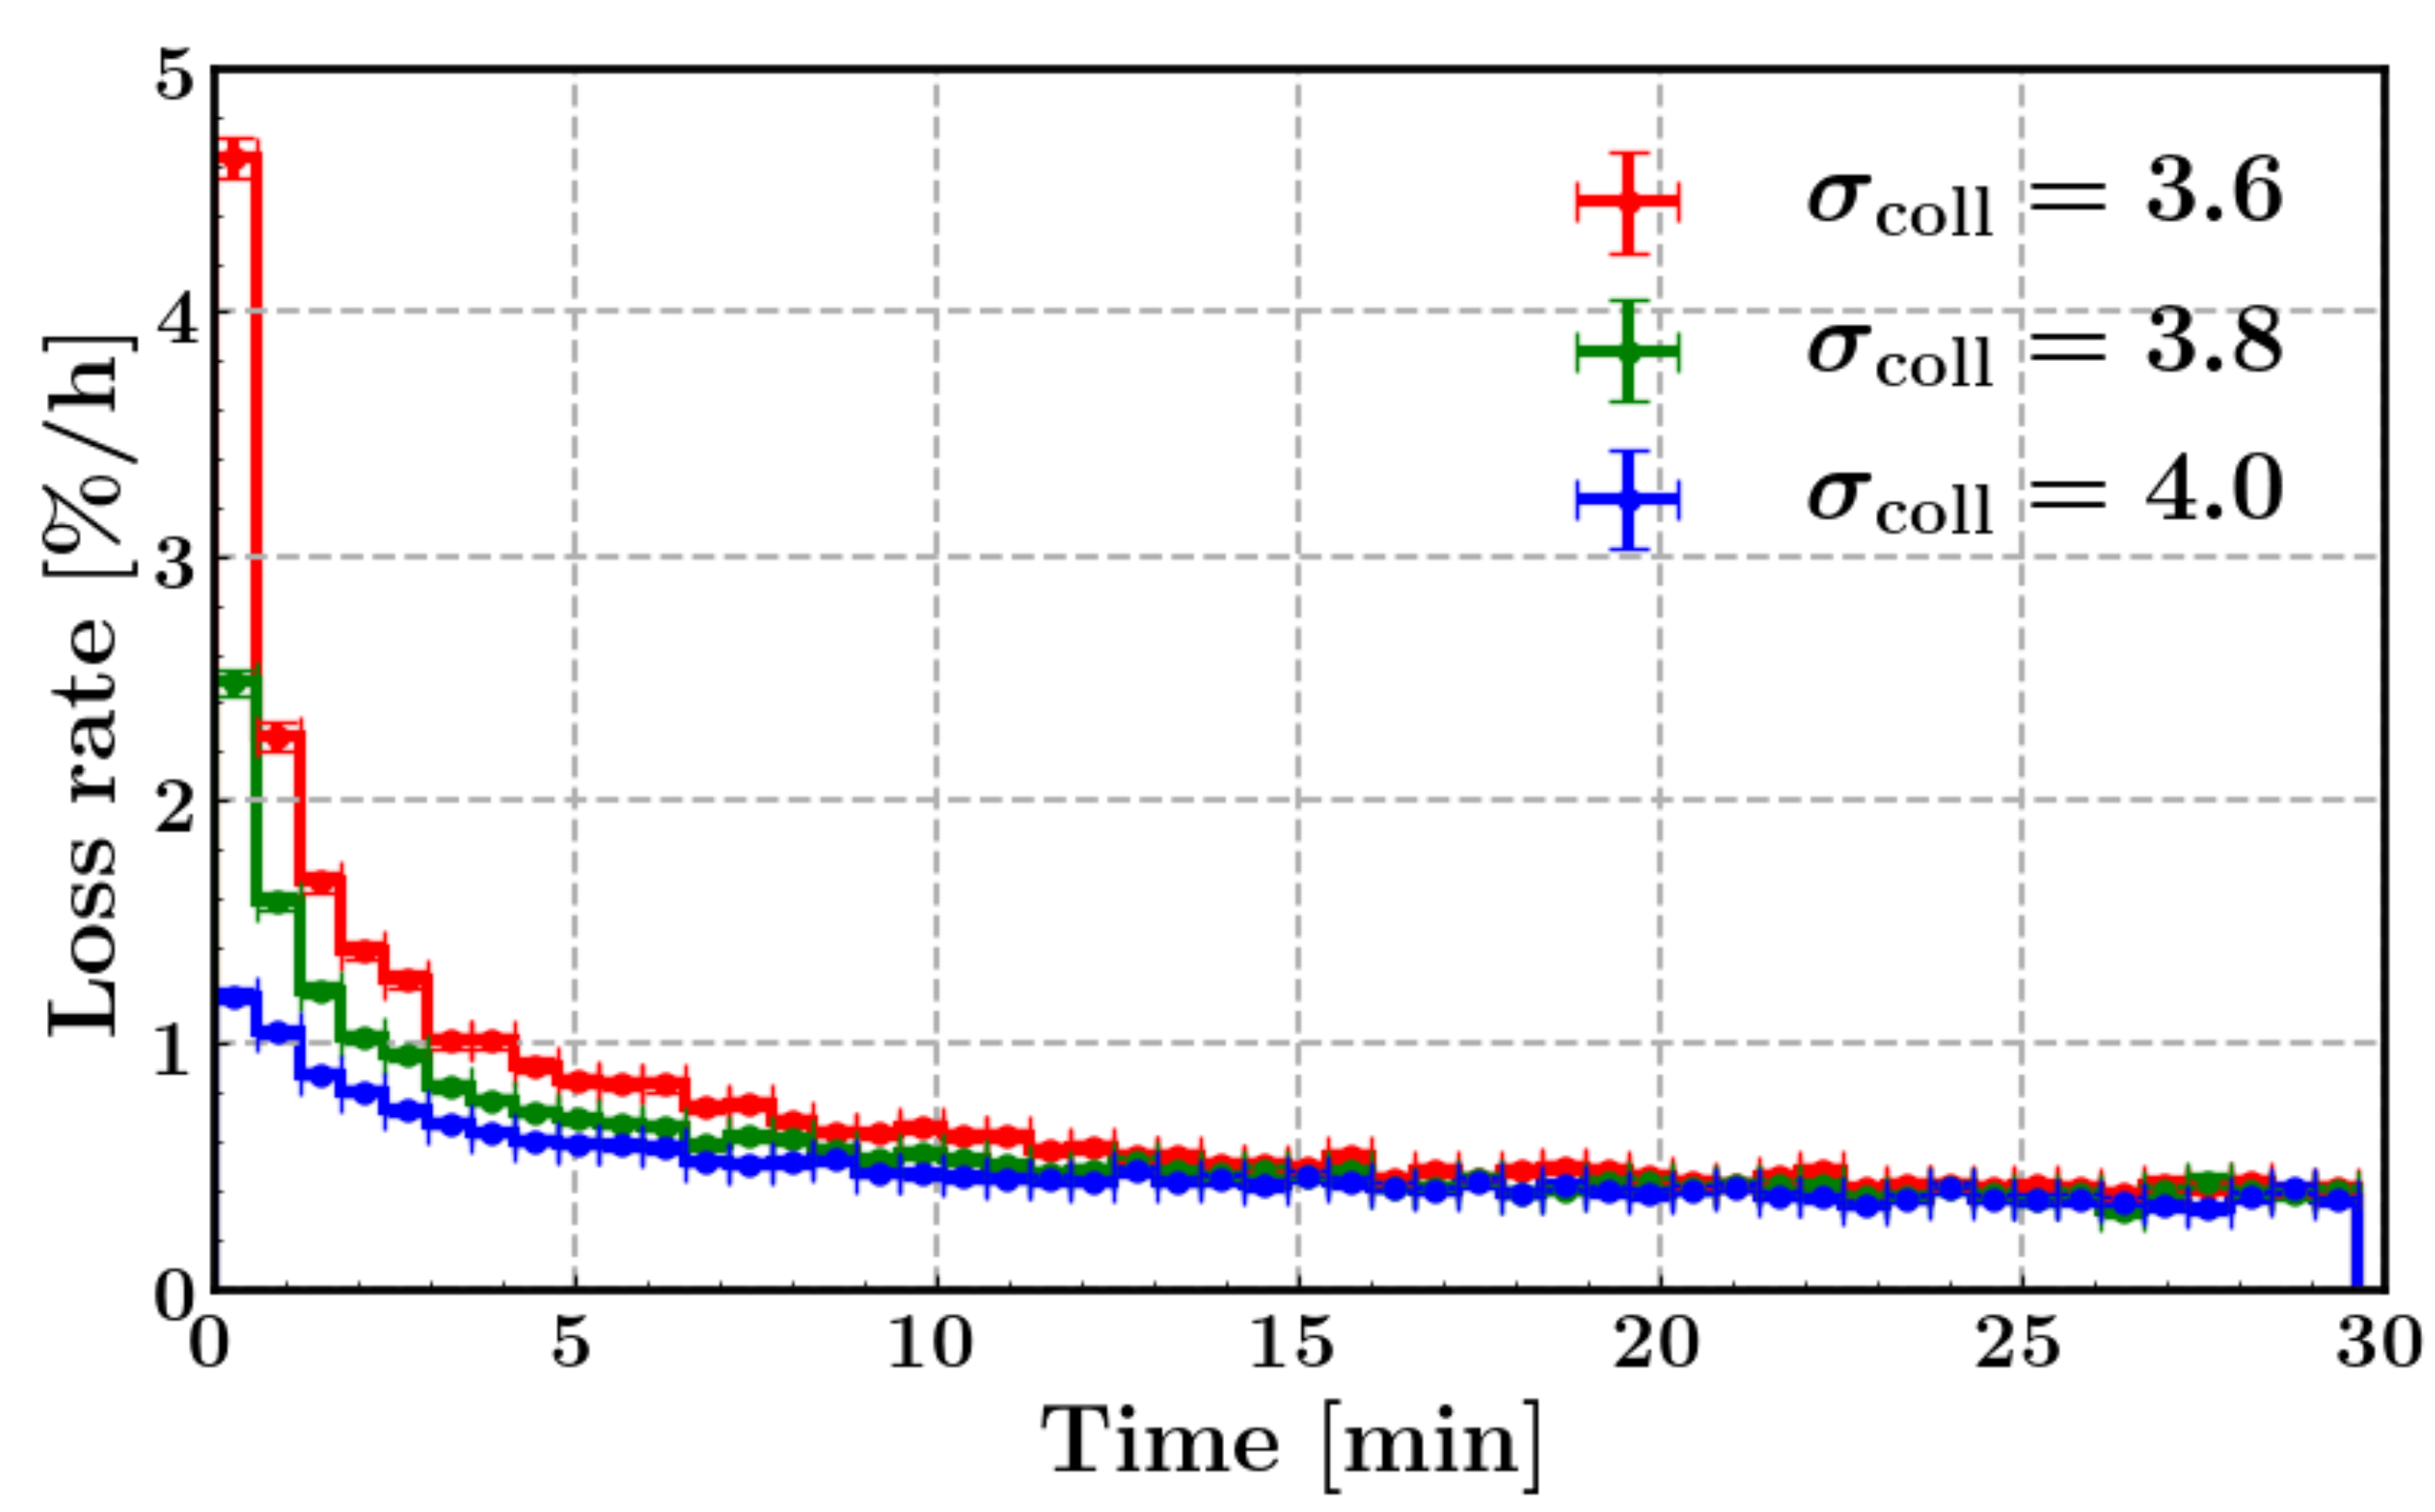 5
4
3
2
1
0
Loss rate [%/h]
σcoll = 3.6
σcoll = 3.8
σcoll = 4.0
0 5 10 15 20 25 30
Time [min]